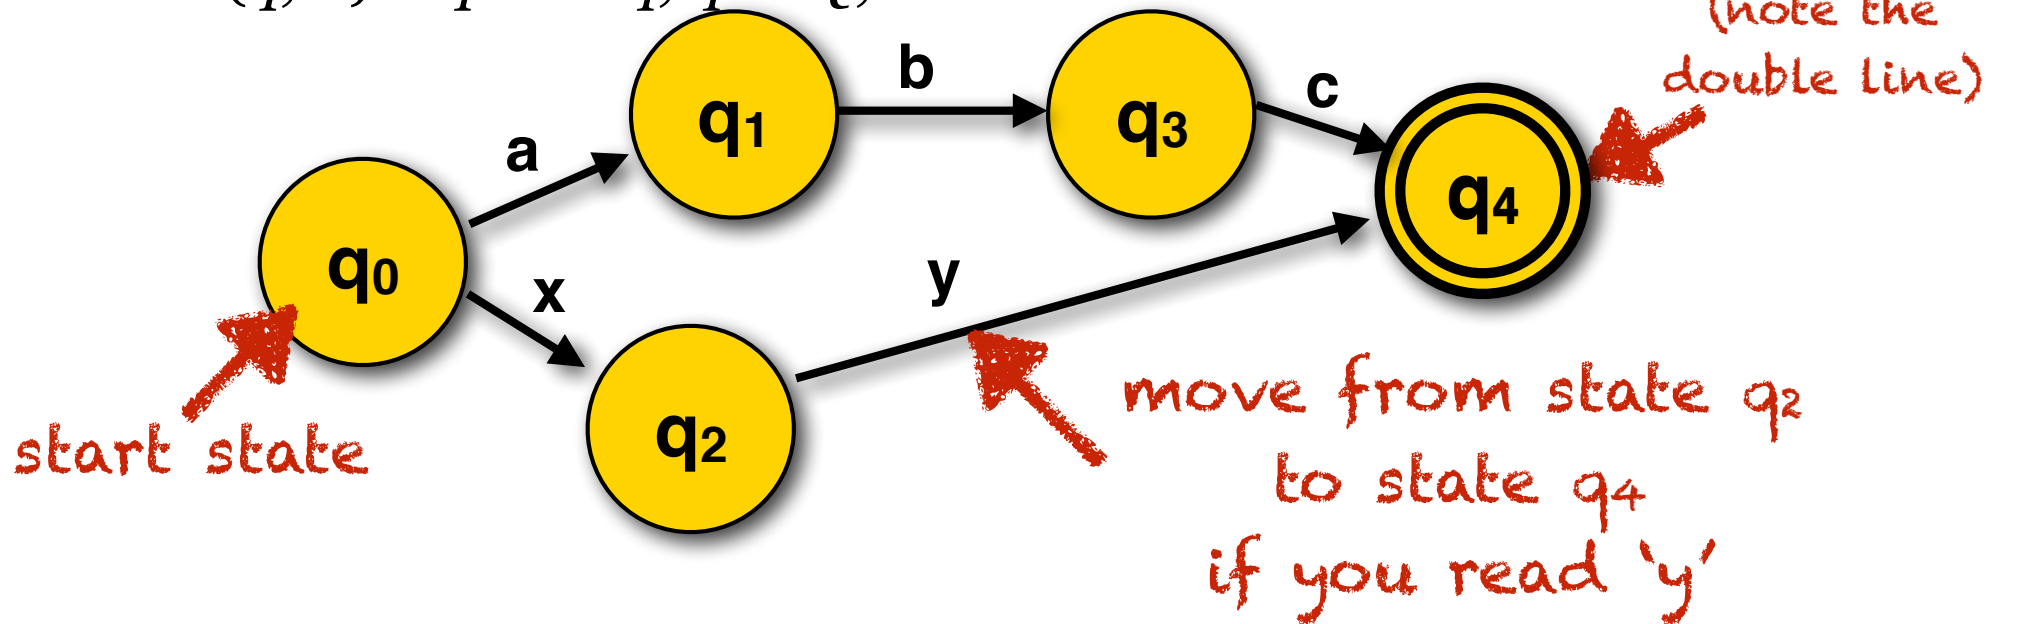 (note the
double line)
b
c
q1
q3
a
q4
q0
x
y
q2
start state
move from state q2
to state q4
if you read 'y'